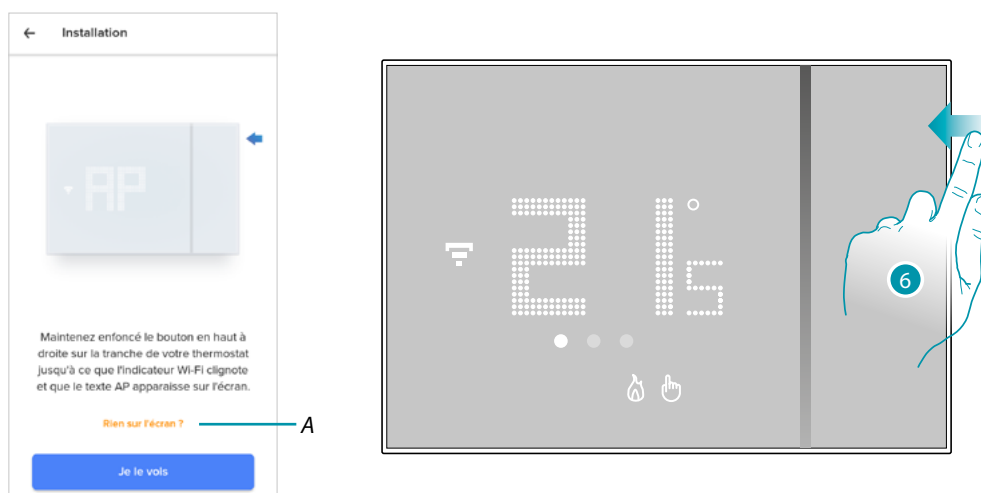 Installation
AP
Maintenez enfoncé le bouton en haut à
droite sur la tranche de votre thermostat
jusqu'à ce que l'indicateur Wi-Fi clignote
et que le texte AP apparaisse sur l'écran.
Rien sur l'écran ?
A
Je le vois
21°5
6